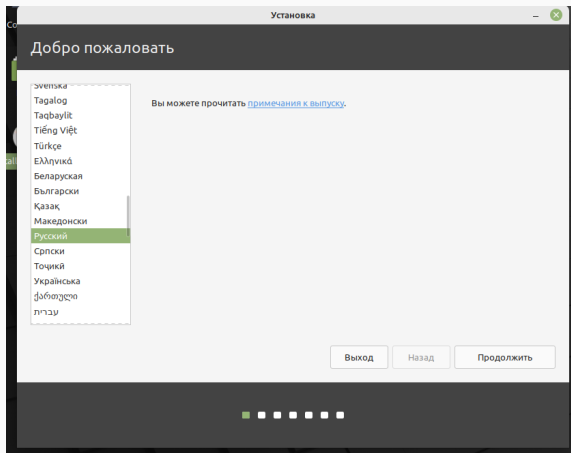 Установка
Добро пожаловать
Svenska
Tagalog
Taqbaylit
Tiếng Việt
Türkçe
Ελληνικά
Беларуская
Български
Қазақ
Македонски
Русский
Српски
Тоҷикӣ
Українська
ქართული
עברית
Вы можете прочитать примечания к выпуску.
Выход
Назад
Продолжить